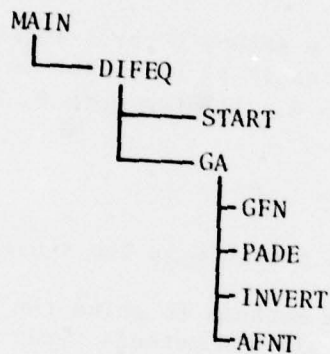 MAIN
DIFEQ
START
GA
GFN
PADE
INVERT
AFNT